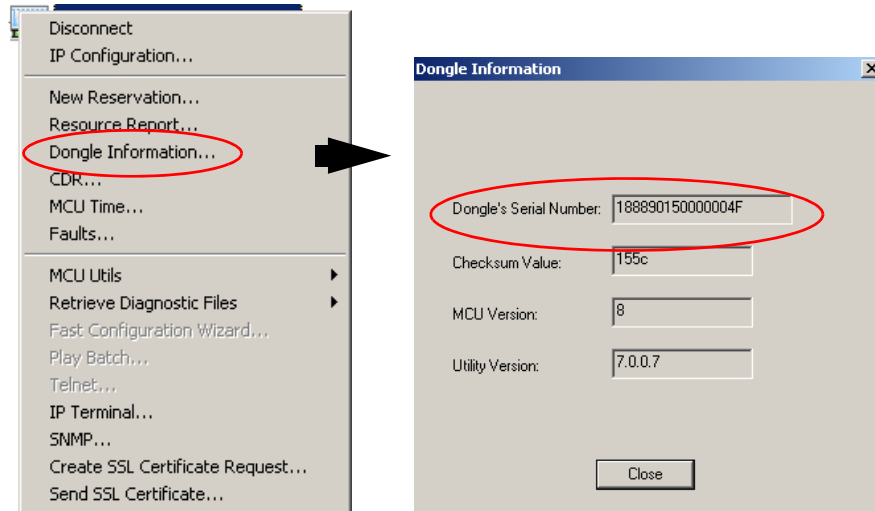 Disconnect
IP Configuration...
New Reservation...
Resource Report...
Dongle Information...
CDR...
MCU Time...
Faults...
MCU Utils
Retrieve Diagnostic Files
Fast Configuration Wizard...
Play Batch...
Telnet...
IP Terminal...
SNMP...
Create SSL Certificate Request...
Send SSL Certificate...
Dongle Information
Dongle's Serial Number: 188890150000004F
Checksum Value: 155c
MCU Version: 8
Utility Version: 7.0.0.7
Close